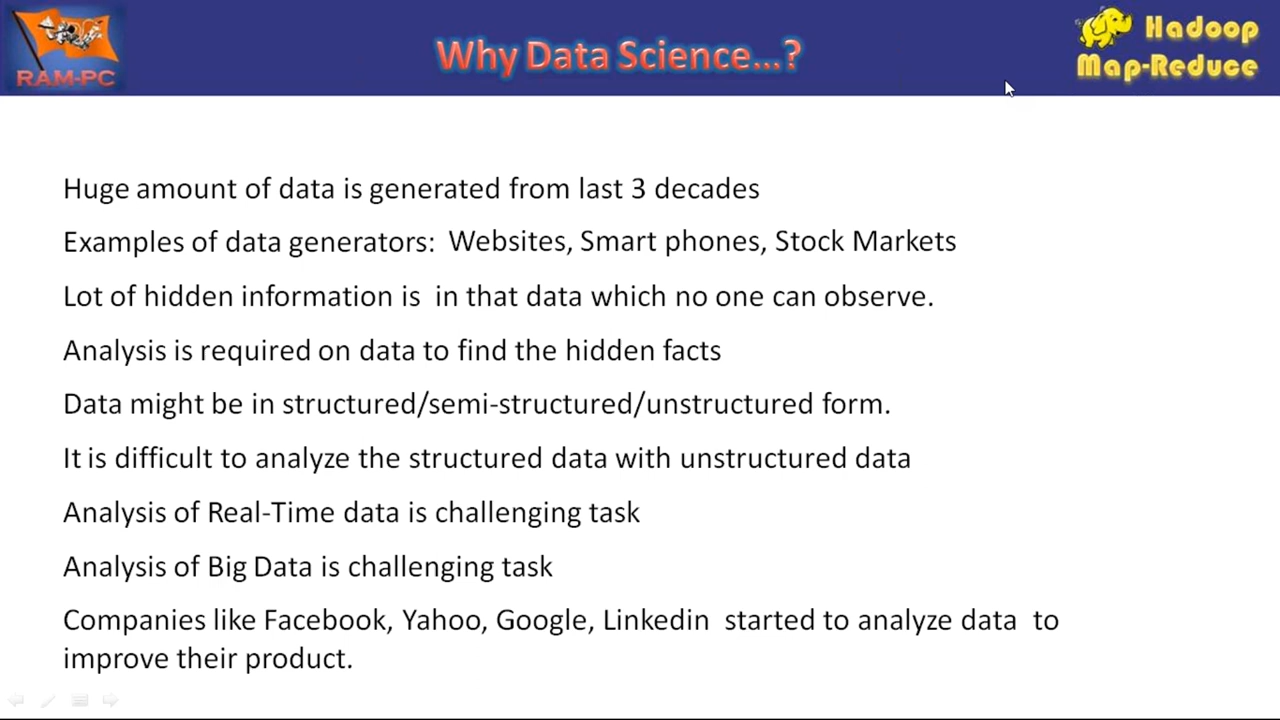 RAM-PC
Why Data Science...?
Hadoop
Map-Reduce
Huge amount of data is generated from last 3 decades
Examples of data generators: Websites, Smart phones, Stock Markets
Lot of hidden information is in that data which no one can observe.
Analysis is required on data to find the hidden facts
Data might be in structured/semi-structured/unstructured form.
It is difficult to analyze the structured data with unstructured data
Analysis of Real-Time data is challenging task
Analysis of Big Data is challenging task
Companies like Facebook, Yahoo, Google, Linkedin started to analyze data to
improve their product.